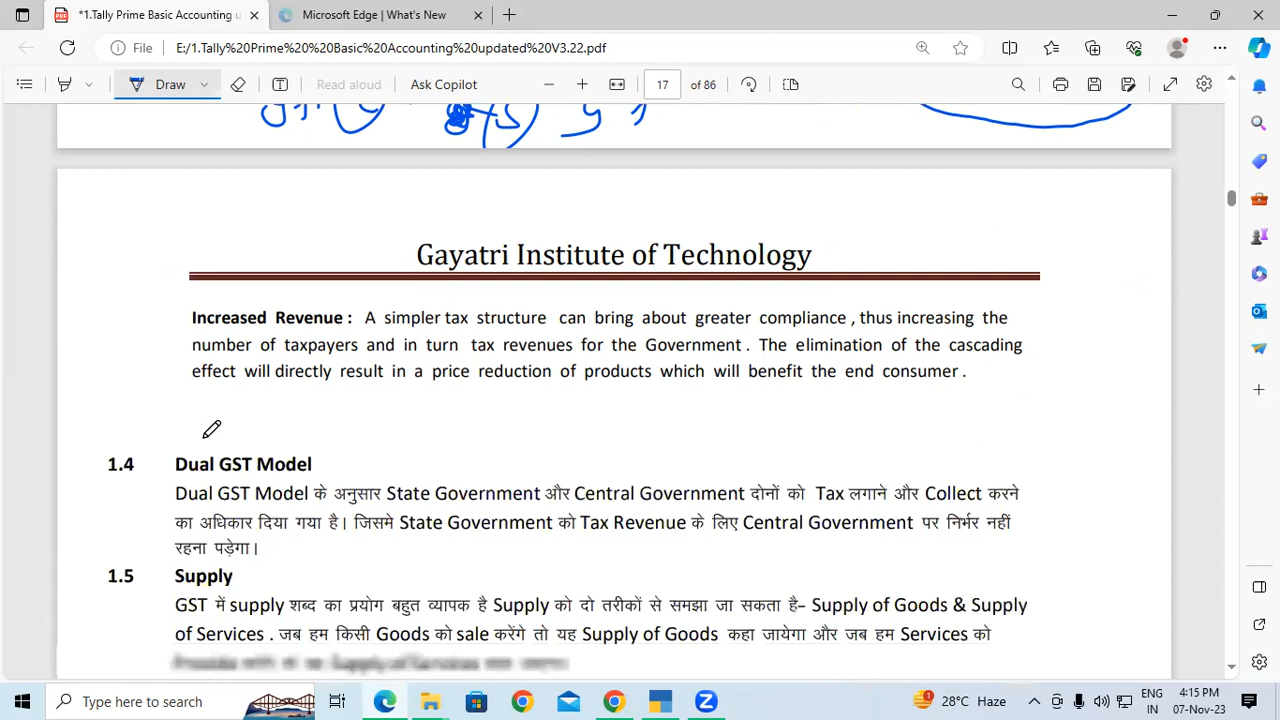 *1.Tally Prime Basic Accounting u
Microsoft Edge | What's New
File
E:/1.Tally%20Prime%20%20Basic%20Accounting%20updated%20V3.22.pdf
Draw
Read aloud
Ask Copilot
17 of 86
Gayatri Institute of Technology
Increased Revenue : A simpler tax structure can bring about greater compliance , thus increasing the
number of taxpayers and in turn tax revenues for the Government . The elimination of the cascading
effect will directly result in a price reduction of products which will benefit the end consumer .
1.4 Dual GST Model
Dual GST Model के अनुसार State Government और Central Government दोनों को Tax लगाने और Collect करने
का अधिकार दिया गया है। जिसमे State Government को Tax Revenue के लिए Central Government पर निर्भर नहीं
रहना पड़ेगा।
1.5 Supply
GST में supply शब्द का प्रयोग बहुत व्यापक है Supply को दो तरीकों से समझा जा सकता है– Supply of Goods & Supply
of Services . जब हम किसी Goods को sale करेंगे तो यह Supply of Goods कहा जायेगा और जब हम Services को
Type here to search
28°C Haze
ENG
IN
4:15 PM
07-Nov-23